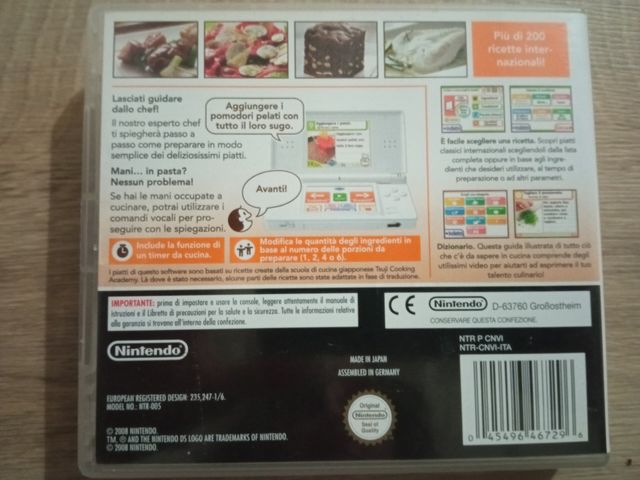 Più di 200
ricette inter-
nazionali!
Lasciati guidare
dallo chef!
Il nostro esperto chef
ti spiegherà passo a
passo come preparare in modo
semplice dei deliziosissimi piatti.
Mani... in pasta?
Nessun problema!
Se hai le mani occupate a
cucinare, potrai utilizzare i
comandi vocali per pro-
seguire con le spiegazioni.
Aggiungere i
pomodori pelati con
tutto il loro sugo.
Avanti!
Include la funzione di
un timer da cucina.
Modifica le quantità degli ingredienti in
base al numero delle porzioni da
preparare (1, 2, 4 o 6).
I piatti di questo software sono basati su ricette create dalla scuola di cucina giapponese Tsuji Cooking
Academy. Là dove è stato necessario, alcune parti delle ricette sono state adattate in fase di traduzione.
È facile scegliere una ricetta. Scopri piatti
classici internazionali scegliendoli dalla lista
completa oppure in base agli ingre-
dienti che desideri utilizzare, al tempo di
preparazione o ad altri parametri.
Dizionario. Questa guida illustrata di tutto ciò
che c'è da sapere in cucina comprende degli
utilissimi video per aiutarti ad esprimere il tuo
talento culinario!
IMPORTANTE: prima di impostare e usare la console, leggere attentamente il manuale di
istruzioni e il Libretto di precauzioni per la salute e la sicurezza. Tutte le informazioni relative
alla garanzia si trovano all'interno della confezione.
CE Nintendo D-63760 Großostheim
CONSERVARE QUESTA CONFEZIONE.
Nintendo
MADE IN JAPAN
ASSEMBLED IN GERMANY
NTR P CNVI
NTR-CNVI-ITA
EUROPEAN REGISTERED DESIGN: 235,247-1/6.
MODEL NO.: NTR-005
Original
Nintendo
Seal of
Quality
© 2008 NINTENDO.
TM, ® AND THE NINTENDO DS LOGO ARE TRADEMARKS OF NINTENDO.
© 2008 NINTENDO.
0 45496 46729 6